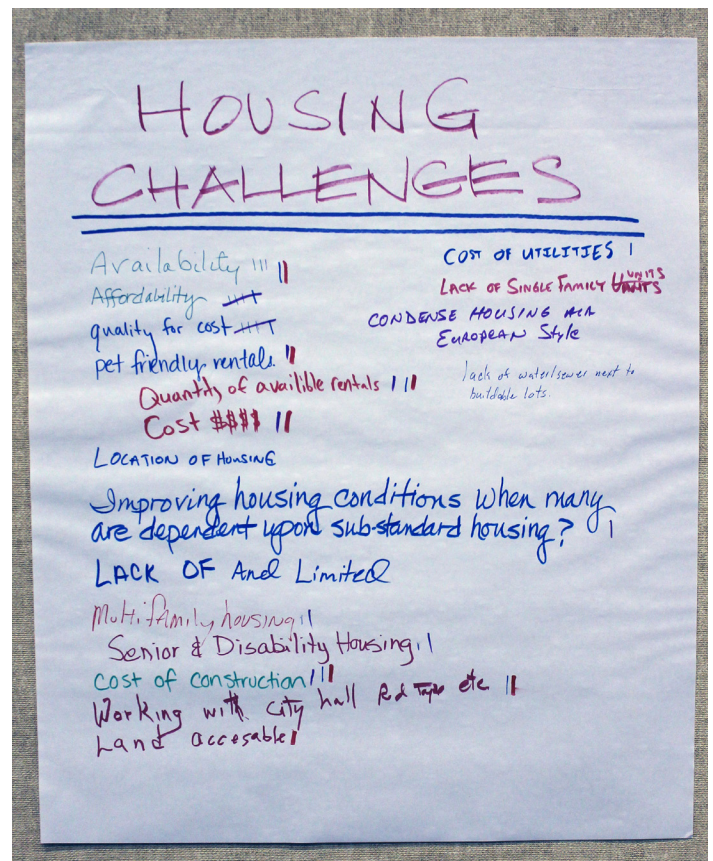 HOUSING
CHALLENGES
Availability ||| ||
Affordability 卌
quality for cost 卌
pet friendly rentals. ||
Quantity of availible rentals | | ||
Cost $$$$ | ||
LOCATION OF HOUSING
Improving housing conditions when many
are dependent upon sub-standard housing? |
LACK OF And Limited
Multifamily housing ||
Senior & Disability Housing ||
Cost of construction ||||
Working with City hall Rd Tape etc ||
Land accesable |
COST OF UTILITIES |
LACK OF SINGLE FAMILY UNITS
CONDENSE HOUSING AKA
EUROPEAN Style
lack of water/sewer next to
buildable lots.